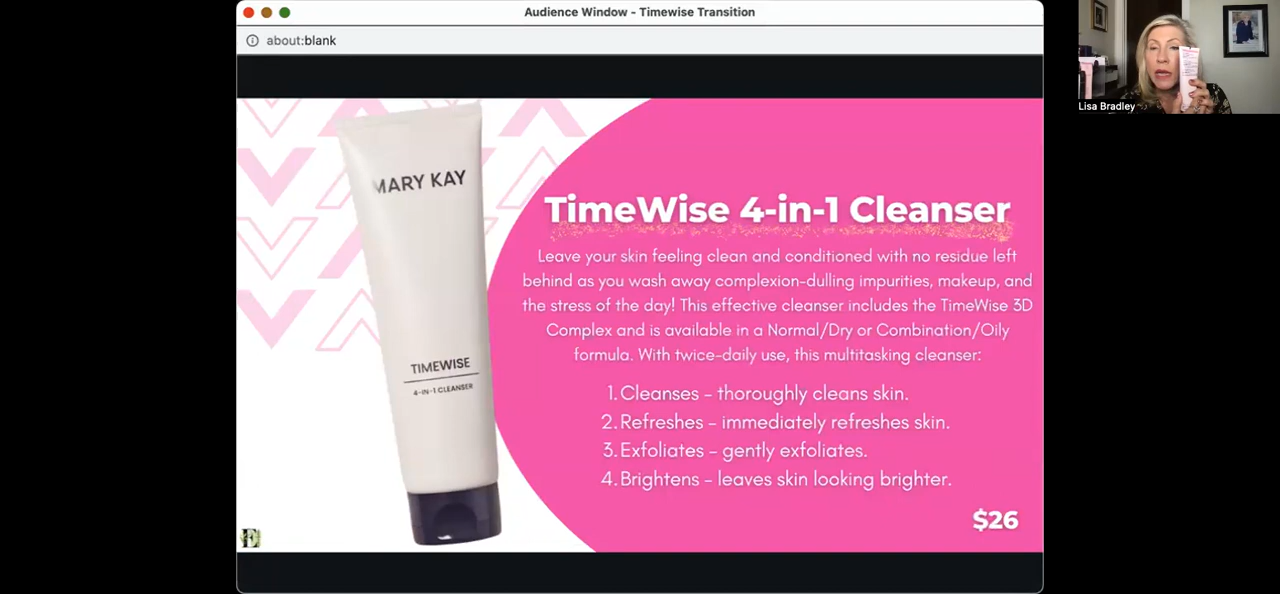 Audience Window - Timewise Transition
about:blank
MARY KAY
TIMEWISE
4-IN-1 CLEANSER
TimeWise 4-in-1 Cleanser
Leave your skin feeling clean and conditioned with no residue left
behind as you wash away complexion-dulling impurities, makeup, and
the stress of the day! This effective cleanser includes the TimeWise 3D
Complex and is available in a Normal/Dry or Combination/Oily
formula. With twice-daily use, this multitasking cleanser:
1. Cleanses - thoroughly cleans skin.
2. Refreshes - immediately refreshes skin.
3. Exfoliates - gently exfoliates.
4. Brightens - leaves skin looking brighter.
$26
E
Lisa Bradley